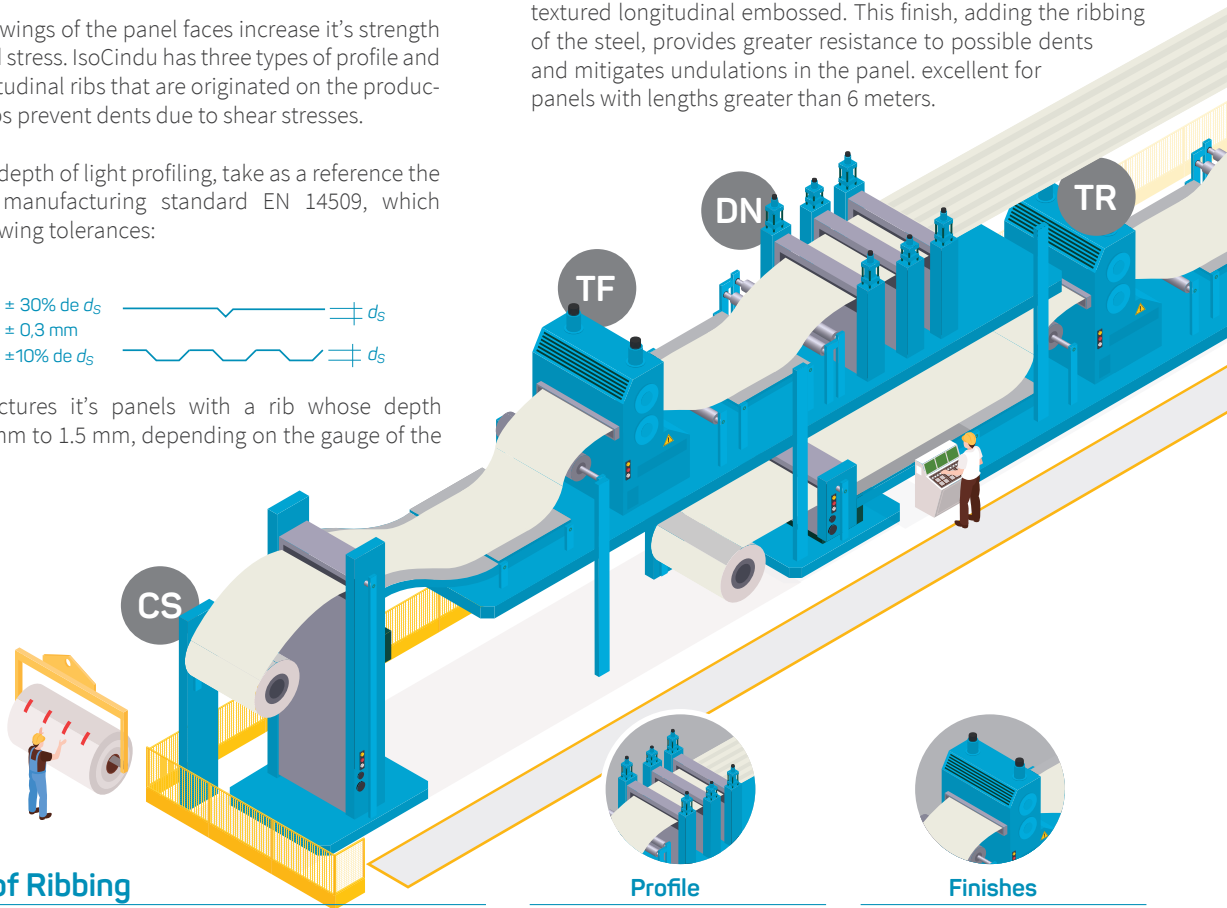 wings of the panel faces increase it's strength
stress. IsoCindu has three types of profile and
itudinal ribs that are originated on the produc-
prevent dents due to shear stresses.
depth of light profiling, take as a reference the
manufacturing standard EN 14509, which
wing tolerances:
± 30% de dS
± 0,3 mm
±10% de dS
dS
dS
ctures it's panels with a rib whose depth
mm to 1.5 mm, depending on the gauge of the
textured longitudinal embossed. This finish, adding the ribbing
of the steel, provides greater resistance to possible dents
and mitigates undulations in the panel. excellent for
panels with lengths greater than 6 meters.
TR
DN
TF
CS
of Ribbing
Profile
Finishes